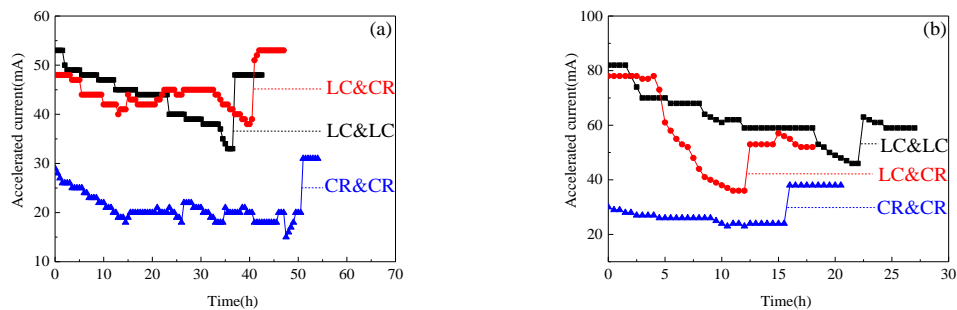 (a)
Accelerated current(mA)
60
50
40
30
20
10
LC&CR
LC&LC
CR&CR
0 10 20 30 40 50 60 70
Time(h)
(b)
Accelerated current(mA)
100
80
60
40
20
LC&LC
LC&CR
CR&CR
0 5 10 15 20 25 30
Time(h)